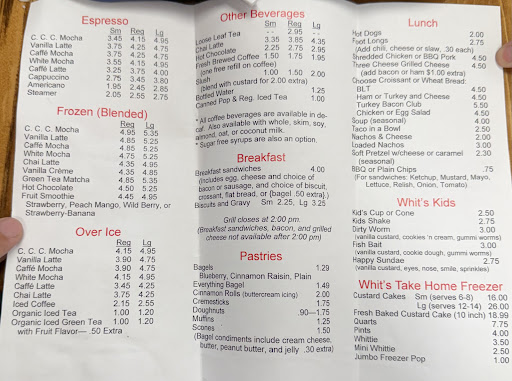 Espresso
Sm Reg Lg
C. C. C. Mocha 3.45 4.15 4.95
Vanilla Latte 3.75 4.25 4.75
Caffé Mocha 3.75 4.25 4.75
White Mocha 3.55 4.15 4.95
Caffé Latte 3.25 3.75 4.00
Cappuccino 2.75 3.45 3.80
Americano 1.95 2.45 2.85
Steamer 2.05 2.55 2.75
Frozen (Blended)
Reg Lg
C. C. C. Mocha 4.95 5.35
Vanilla Latte 4.85 5.25
Caffé Mocha 4.85 5.25
White Mocha 4.75 5.25
Chai Latte 4.35 4.95
Vanilla Crème 4.35 4.85
Green Tea Matcha 4.85 5.35
Hot Chocolate 4.50 5.25
Fruit Smoothie 4.45 4.95
Strawberry, Peach Mango, Wild Berry, or
Strawberry-Banana
Over Ice
Reg Lg
C. C. C. Mocha 4.15 4.95
Vanilla Latte 3.90 4.75
Caffé Mocha 3.90 4.75
White Mocha 4.15 4.95
Caffé Latte 3.45 4.25
Chai Latte 3.75 4.25
Iced Coffee 2.15 2.55
Organic Iced Tea 1.00 1.20
Organic Iced Green Tea 1.00 1.20
with Fruit Flavor— .50 Extra
Other Beverages
Sm Reg Lg
Loose Leaf Tea -- 2.95 --
Chai Latte 3.35 3.85 4.35
Hot Chocolate 2.25 2.75 2.95
Fresh Brewed Coffee 1.50 1.75 1.95
(one free refill on coffee)
Slush 1.00 1.50 2.00
(blend with custard for 2.00 extra)
Bottled Water 1.25
Canned Pop & Reg. Iced Tea 1.00
* All coffee beverages are available in de-
caf. Also available with whole, skim, soy,
almond, oat, or coconut milk.
* Sugar free syrups are also an option.
Breakfast
Breakfast sandwiches 4.00
(Includes egg, cheese and choice of
bacon or sausage, and choice of biscuit,
croissant, flat bread, or {bagel .50 extra}.)
Biscuits and Gravy Sm 2.25, Lg 3.25
Grill closes at 2:00 pm.
(Breakfast sandwiches, bacon, and grilled
cheese not available after 2:00 pm)
Pastries
Bagels 1.29
Blueberry, Cinnamon Raisin, Plain
Everything Bagel 1.49
Cinnamon Rolls (buttercream icing) 2.00
Cremesticks 1.75
Doughnuts .90—1.75
Muffins 1.25
Scones 1.50
(Bagel condiments include cream cheese,
butter, peanut butter, and jelly .30 extra)
Lunch
Hot Dogs 2.00
Foot Longs 2.75
(Add chili, cheese or slaw, .30 each)
Shredded Chicken or BBQ Pork 4.50
Three Cheese Grilled Cheese 4.50
(add bacon or ham $1.00 extra)
Choose Croissant or Wheat Bread:
BLT 4.50
Ham or Turkey and Cheese 4.50
Turkey Bacon Club 5.50
Chicken or Egg Salad 4.50
Soup (seasonal) 4.00
Taco in a Bowl 2.50
Nachos & Cheese 2.00
Loaded Nachos 3.00
Soft Pretzel w/cheese or caramel 2.30
(seasonal)
BBQ or Plain Chips .75
(For sandwiches: Ketchup, Mustard, Mayo,
Lettuce, Relish, Onion, Tomato)
Whit's Kids
Kid's Cup or Cone 2.50
Kids Shake 2.75
Dirty Worm 3.00
(vanilla custard, cookies 'n cream, gummi worms)
Fish Bait 3.00
(vanilla custard, cookie dough, gummy worms)
Happy Sundae 2.75
(vanilla custard, eyes, nose, smile, sprinkles)
Whit's Take Home Freezer
Custard Cakes Sm (serves 6-8) 16.00
Lg (serves 12-14) 26.00
Fresh Baked Custard Cake (10 inch) 18.99
Quarts 7.75
Pints 4.00
Whittie 3.50
Mini Whittie 2.50
Jumbo Freezer Pop 1.00